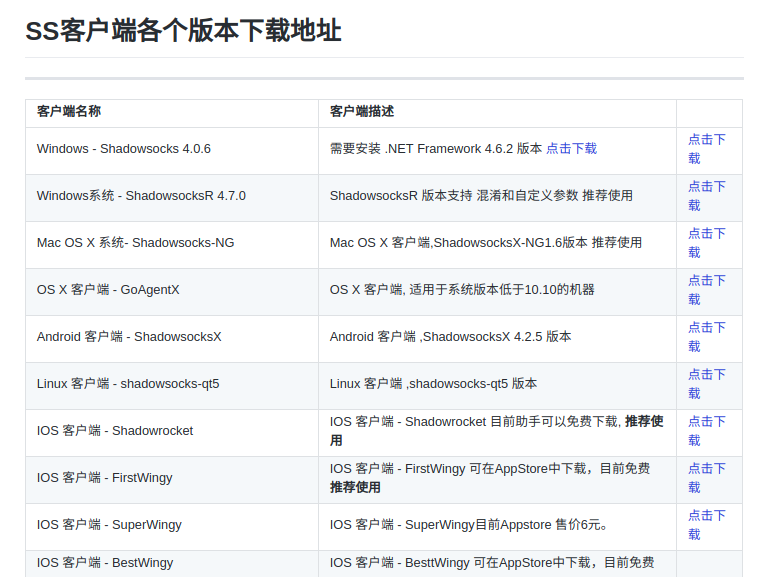 SS客户端各个版本下载地址
客户端名称 客户端描述
Windows - Shadowsocks 4.0.6 需要安装 .NET Framework 4.6.2 版本 点击下载 点击下
载
Windows系统 - ShadowsocksR 4.7.0 ShadowsocksR 版本支持 混淆和自定义参数 推荐使用 点击下
载
Mac OS X 系统- Shadowsocks-NG Mac OS X 客户端,ShadowsocksX-NG1.6版本 推荐使用 点击下
载
OS X 客户端 - GoAgentX OS X 客户端, 适用于系统版本低于10.10的机器 点击下
载
Android 客户端 - ShadowsocksX Android 客户端 ,ShadowsocksX 4.2.5 版本 点击下
载
Linux 客户端 - shadowsocks-qt5 Linux 客户端 ,shadowsocks-qt5 版本 点击下
载
IOS 客户端 - Shadowrocket IOS 客户端 - Shadowrocket 目前助手可以免费下载, 推荐使
用 点击下
载
IOS 客户端 - FirstWingy IOS 客户端 - FirstWingy 可在AppStore中下载，目前免费
推荐使用 点击下
载
IOS 客户端 - SuperWingy IOS 客户端 - SuperWingy目前Appstore 售价6元。 点击下
载
IOS 客户端 - BestWingy IOS 客户端 - BesttWingy 可在AppStore中下载，目前免费